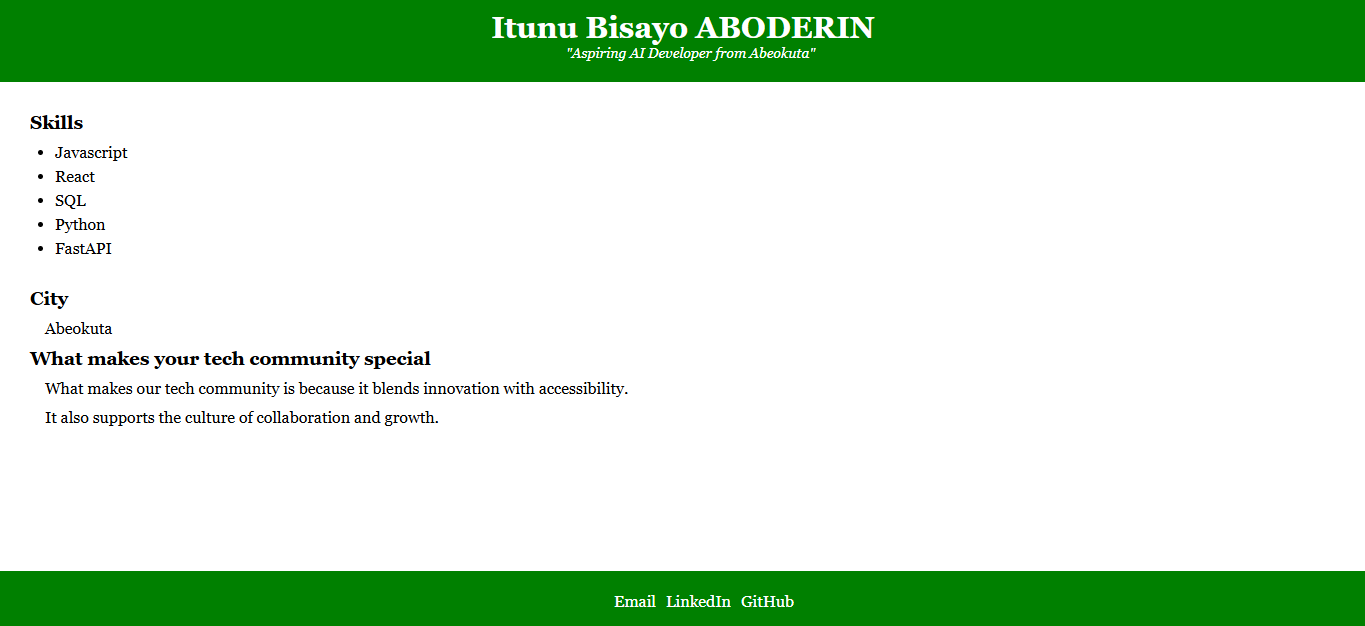 Itunu Bisayo ABODERIN
"Aspiring AI Developer from Abeokuta"
Skills
Javascript
React
SQL
Python
FastAPI
City
Abeokuta
What makes your tech community special
What makes our tech community is because it blends innovation with accessibility.
It also supports the culture of collaboration and growth.
Email LinkedIn GitHub